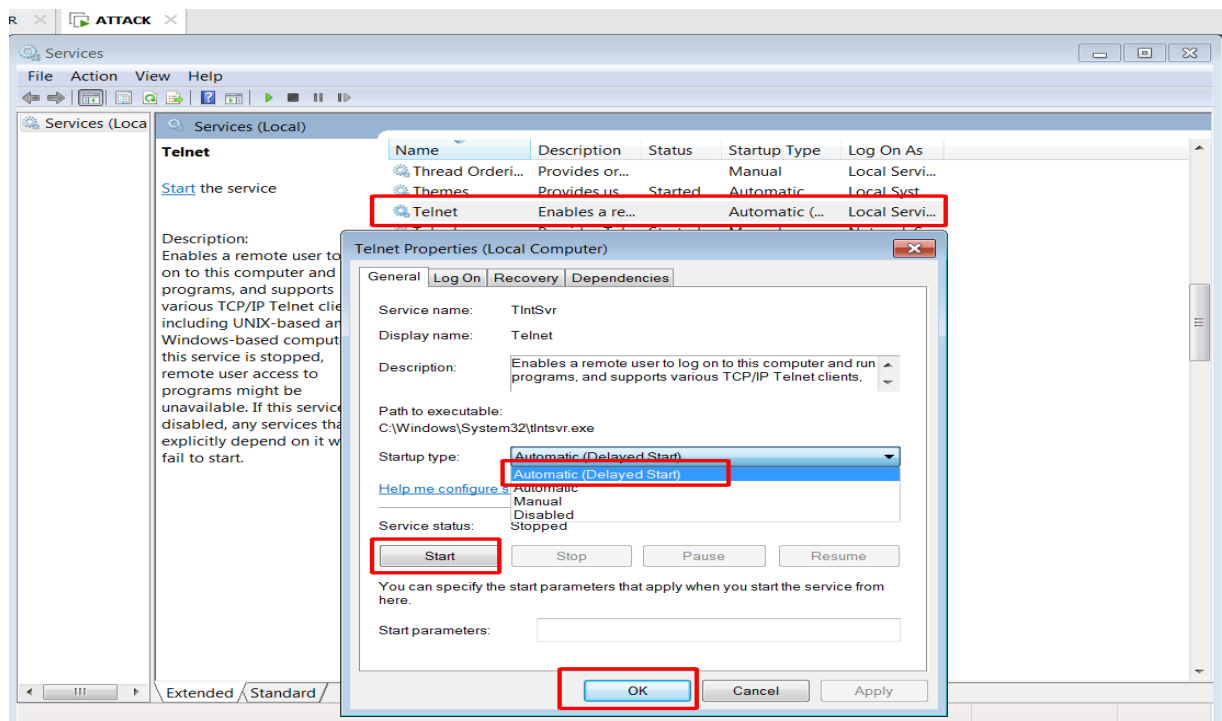 R
ATTACK
Services
File Action View Help
Services (Loca
Services (Local)
Telnet
Start the service
Description:
Enables a remote user to
on to this computer and
programs, and supports
various TCP/IP Telnet clie
including UNIX-based an
Windows-based comput
this service is stopped,
remote user access to
programs might be
unavailable. If this service
disabled, any services tha
explicitly depend on it w
fail to start.
Name Description Status Startup Type Log On As
Thread Orderi... Provides or... Manual Local Servi...
Themes Provides us Started Automatic Local Syst
Telnet Enables a re... Automatic (... Local Servi...
Telnet Properties (Local Computer)
General Log On Recovery Dependencies
Service name: TlntSvr
Display name: Telnet
Description: Enables a remote user to log on to this computer and run
programs, and supports various TCP/IP Telnet clients,
Path to executable:
C:\Windows\System32\tlntsvr.exe
Startup type: Automatic (Delayed Start)
Automatic (Delayed Start)
Help me configure s Automatic
Manual
Disabled
Service status: Stopped
Start Stop Pause Resume
You can specify the start parameters that apply when you start the service from
here.
Start parameters:
OK Cancel Apply
Extended Standard